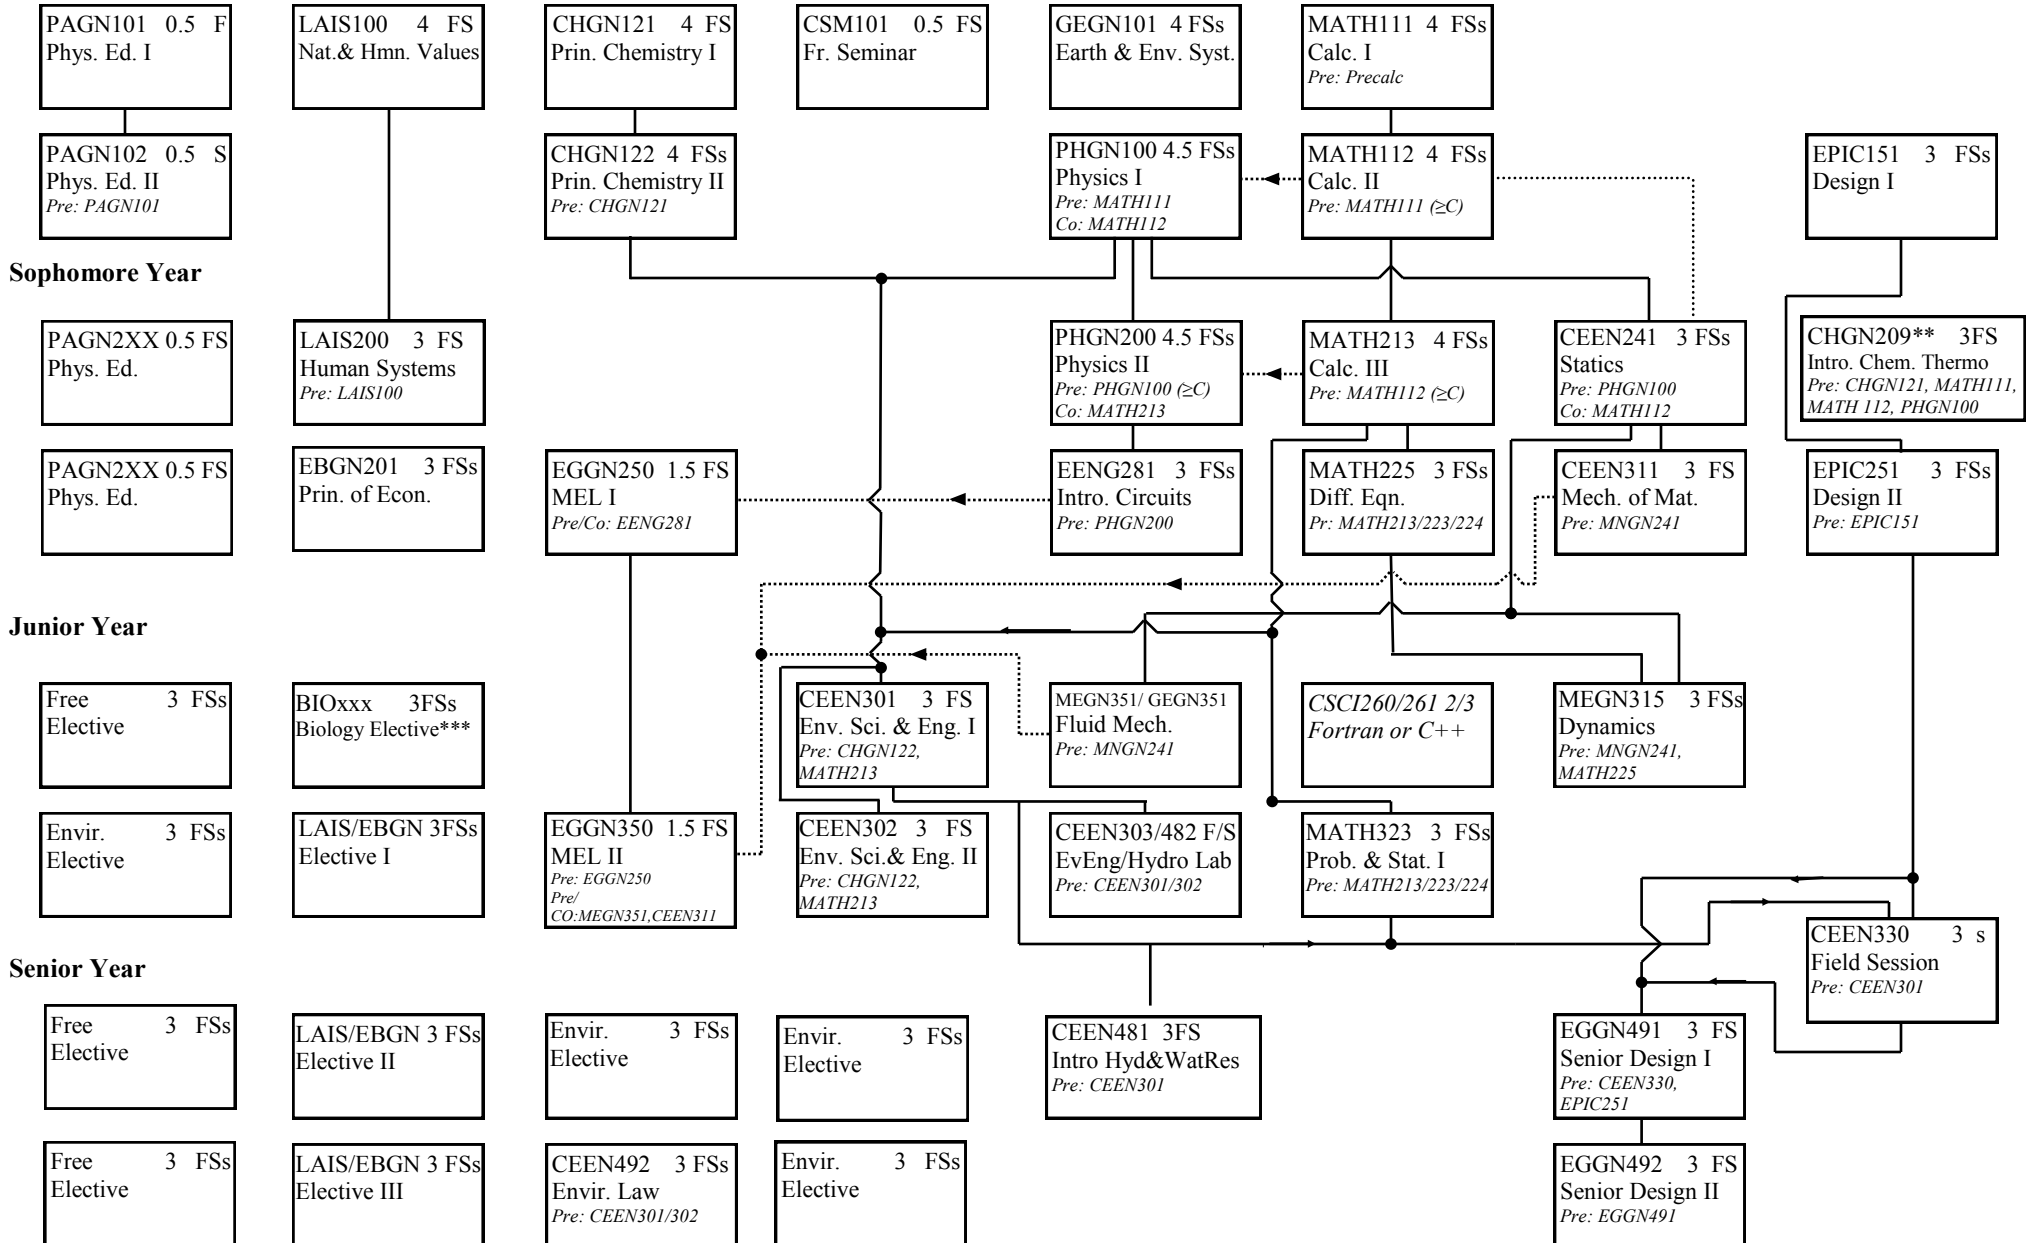 PAGN101 0.5 F
Phys. Ed. I
LAIS100 4 FS
Nat.& Hmn. Values
CHGN121 4 FS
Prin. Chemistry I
CSM101 0.5 FS
Fr. Seminar
GEGN101 4 FSs
Earth & Env. Syst.
MATH111 4 FSs
Calc. I
Pre: Precalc
PAGN102 0.5 S
Phys. Ed. II
Pre: PAGN101
CHGN122 4 FSs
Prin. Chemistry II
Pre: CHGN121
PHGN100 4.5 FSs
Physics I
Pre: MATH111
Co: MATH112
MATH112 4 FSs
Calc. II
Pre: MATH111 (≥C)
EPIC151 3 FSs
Design I
Sophomore Year
PAGN2XX 0.5 FS
Phys. Ed.
LAIS200 3 FS
Human Systems
Pre: LAIS100
PHGN200 4.5 FSs
Physics II
Pre: PHGN100 (≥C)
Co: MATH213
MATH213 4 FSs
Calc. III
Pre: MATH112 (≥C)
CEEN241 3 FSs
Statics
Pre: PHGN100
Co: MATH112
CHGN209** 3FS
Intro. Chem. Thermo
Pre: CHGN121, MATH111,
MATH 112, PHGN100
PAGN2XX 0.5 FS
Phys. Ed.
EBGN201 3 FSs
Prin. of Econ.
EGGN250 1.5 FS
MEL I
Pre/Co: EENG281
EENG281 3 FSs
Intro. Circuits
Pre: PHGN200
MATH225 3 FSs
Diff. Eqn.
Pr: MATH213/223/224
CEEN311 3 FS
Mech. of Mat.
Pre: MNGN241
EPIC251 3 FSs
Design II
Pre: EPIC151
Junior Year
Free 3 FSs
Elective
BIOxxx 3FSs
Biology Elective***
CEEN301 3 FS
Env. Sci. & Eng. I
Pre: CHGN122,
MATH213
MEGN351/ GEGN351
Fluid Mech.
Pre: MNGN241
CSCI260/261 2/3
Fortran or C++
MEGN315 3 FSs
Dynamics
Pre: MNGN241,
MATH225
Envir. 3 FSs
Elective
LAIS/EBGN 3FSs
Elective I
EGGN350 1.5 FS
MEL II
Pre: EGGN250
Pre/
CO:MEGN351,CEEN311
CEEN302 3 FS
Env. Sci.& Eng. II
Pre: CHGN122,
MATH213
CEEN303/482 F/S
EvEng/Hydro Lab
Pre: CEEN301/302
MATH323 3 FSs
Prob. & Stat. I
Pre: MATH213/223/224
CEEN330 3 s
Field Session
Pre: CEEN301
Senior Year
Free 3 FSs
Elective
LAIS/EBGN 3 FSs
Elective II
Envir. 3 FSs
Elective
Envir. 3 FSs
Elective
CEEN481 3FS
Intro Hyd&WatRes
Pre: CEEN301
EGGN491 3 FS
Senior Design I
Pre: CEEN330,
EPIC251
Free 3 FSs
Elective
LAIS/EBGN 3 FSs
Elective III
CEEN492 3 FSs
Envir. Law
Pre: CEEN301/302
Envir. 3 FSs
Elective
EGGN492 3 FS
Senior Design II
Pre: EGGN491